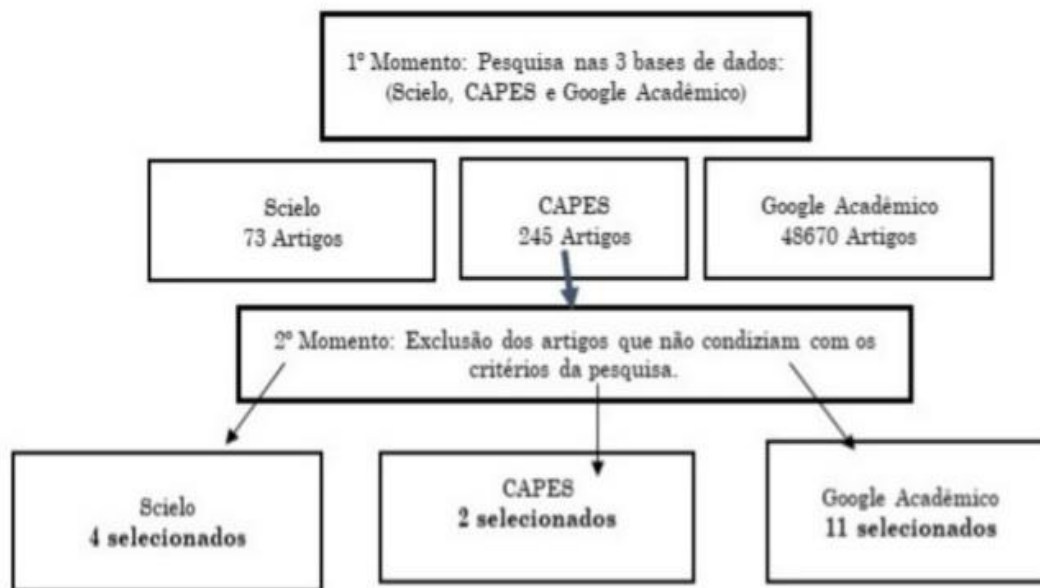 1º Momento: Pesquisa nas 3 bases de dados:
(Scielo, CAPES e Google Acadêmico)
Scielo
73 Artigos
CAPES
245 Artigos
Google Acadêmico
48670 Artigos
2º Momento: Exclusão dos artigos que não condiziam com os
critérios da pesquisa.
Scielo
4 selecionados
CAPES
2 selecionados
Google Acadêmico
11 selecionados